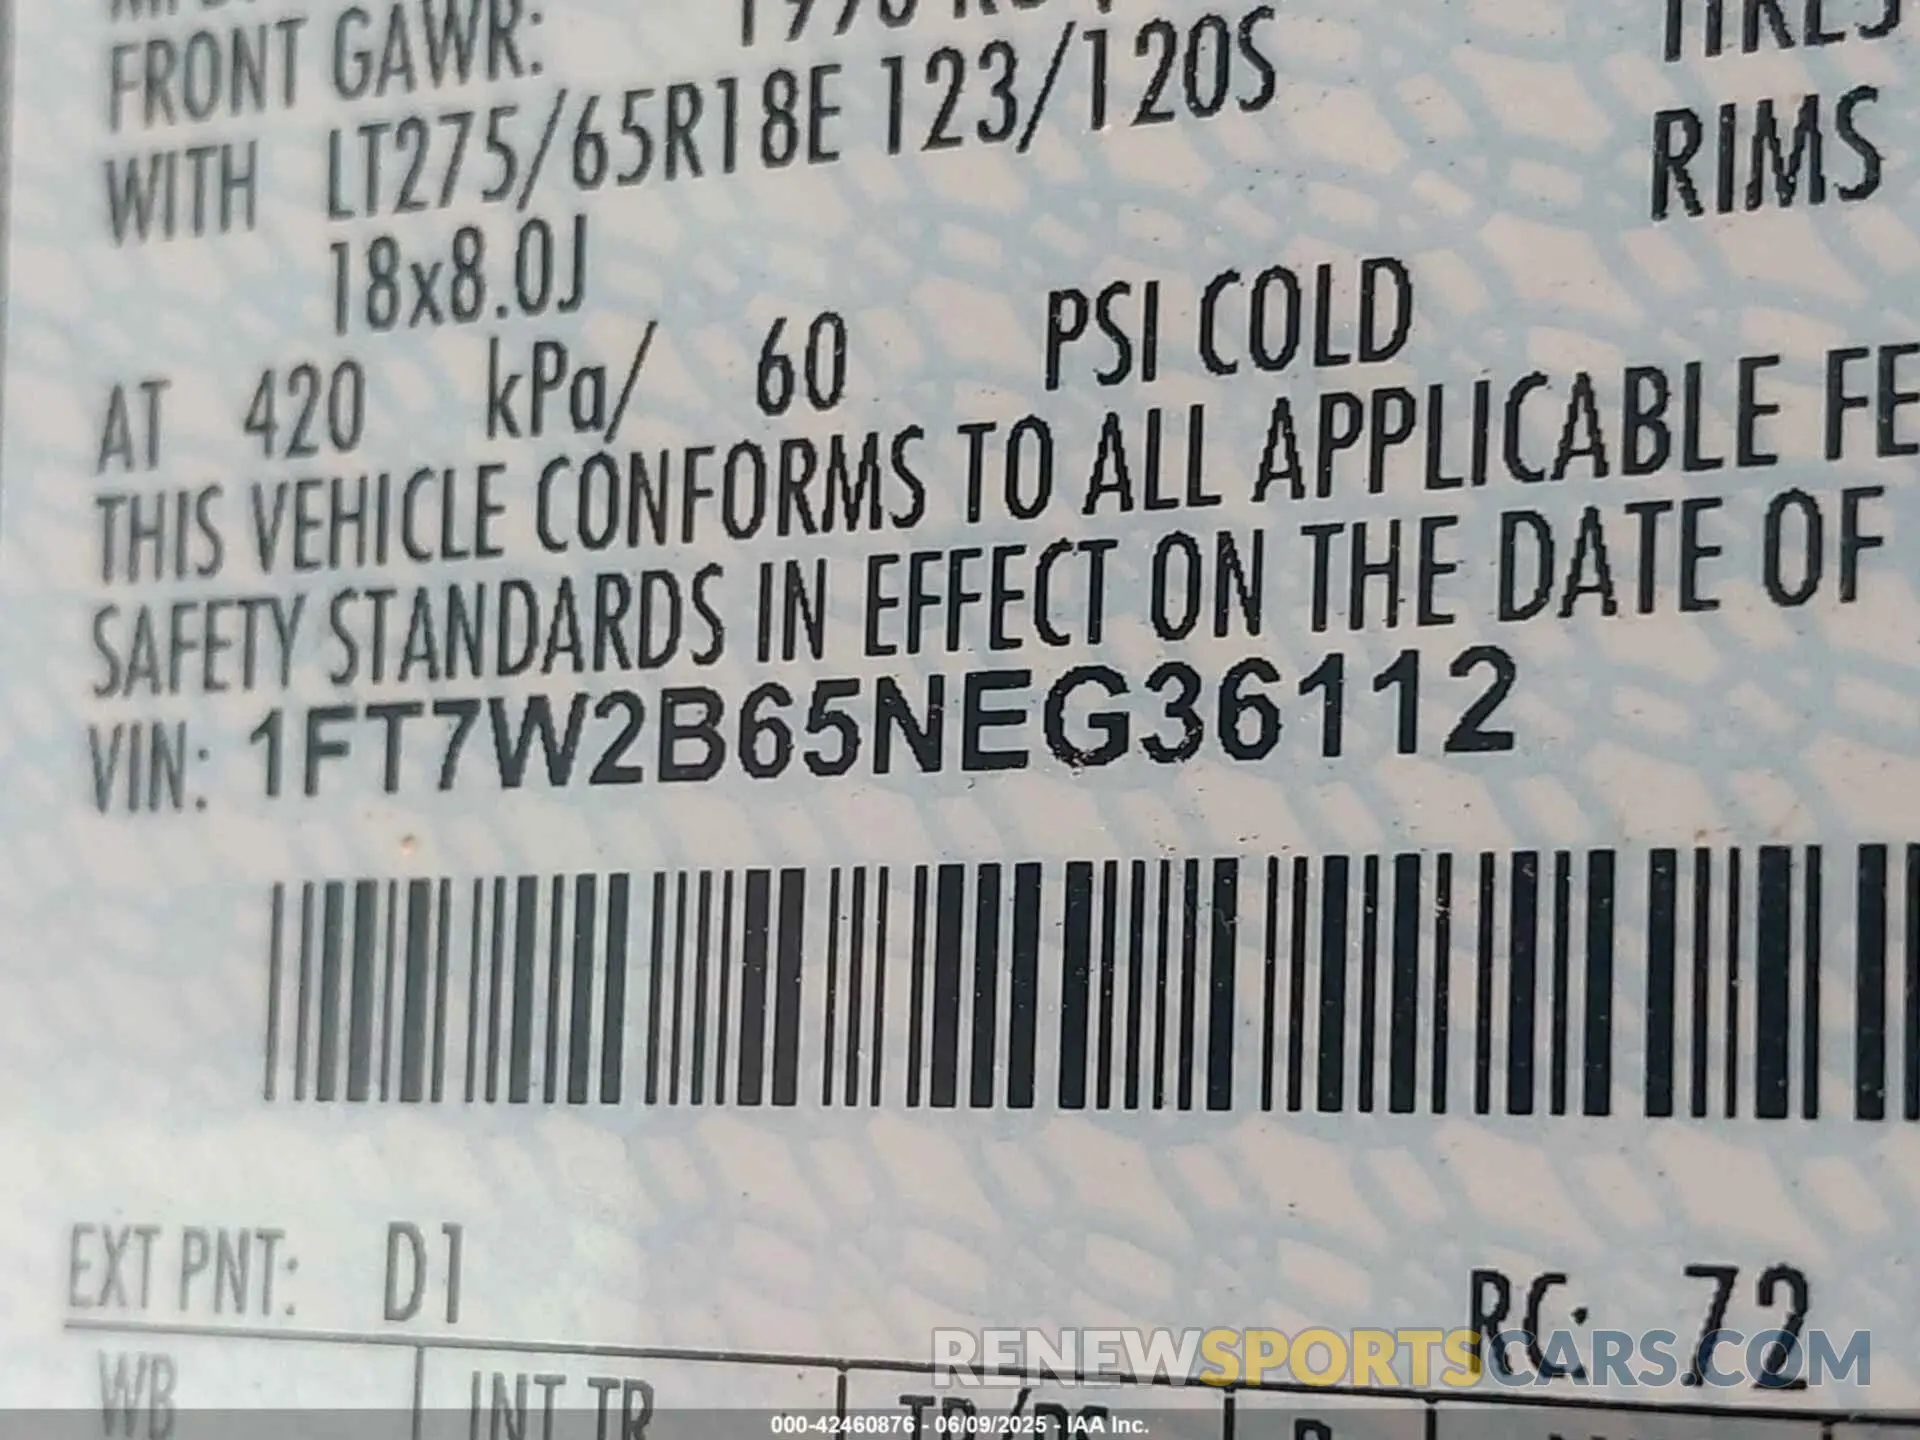 FRONT GAWR:
TIRES
WITH LT275/65R18E 123/120S
RIMS
18x8.0J
AT 420 kPa/ 60 PSI COLD
THIS VEHICLE CONFORMS TO ALL APPLICABLE FE
SAFETY STANDARDS IN EFFECT ON THE DATE OF
VIN: 1FT7W2B65NEG36112
EXT PNT: D1
RC: 72
RENEWSPORTSCARS.COM
WB INT TR
000-42460876 - 06/09/2025 - IAA Inc.